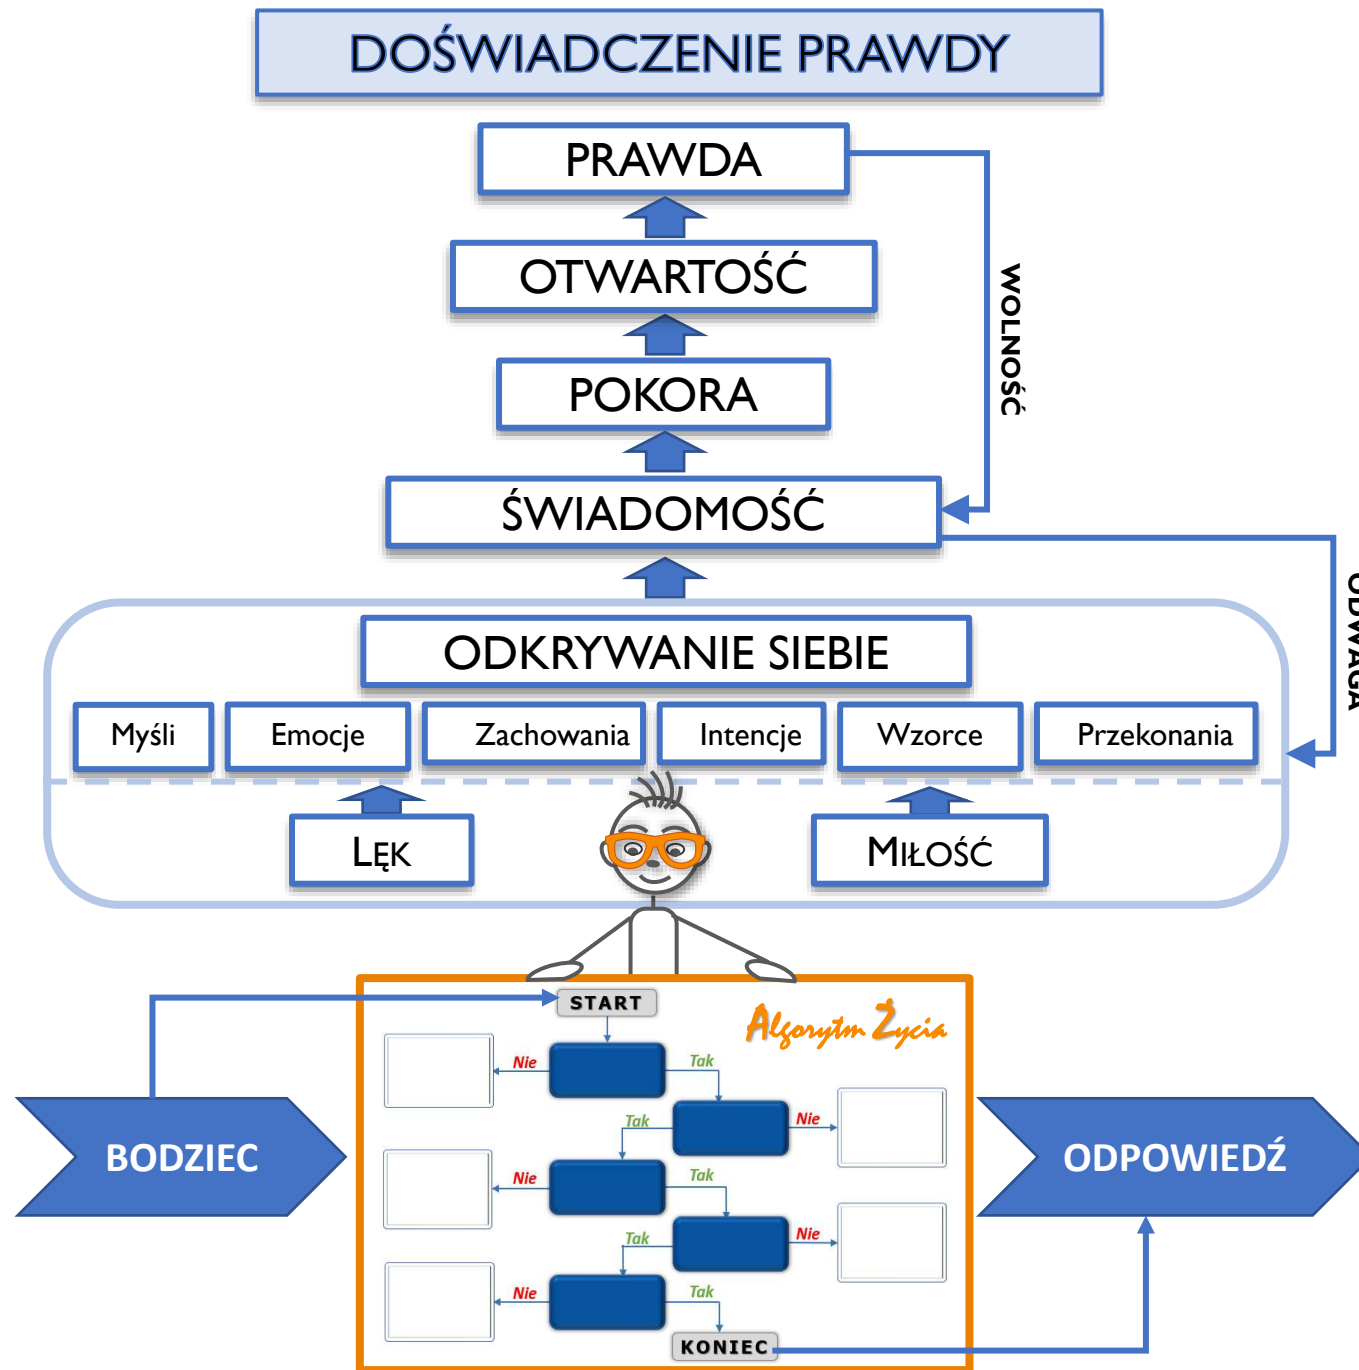 DOŚWIADCZENIE PRAWDY
PRAWDA
OTWARTOŚĆ
WOLNOŚĆ
POKORA
ŚWIADOMOŚĆ
ODWAGA
ODKRYWANIE SIEBIE
Myśli
Emocje
Zachowania
Intencje
Wzorce
Przekonania
LĘK
MIŁOŚĆ
START
Algorytm Życia
Nie
Tak
Tak
Nie
BODZIEC
ODPOWIEDŹ
Nie
Tak
Tak
Nie
Nie
Tak
KONIEC